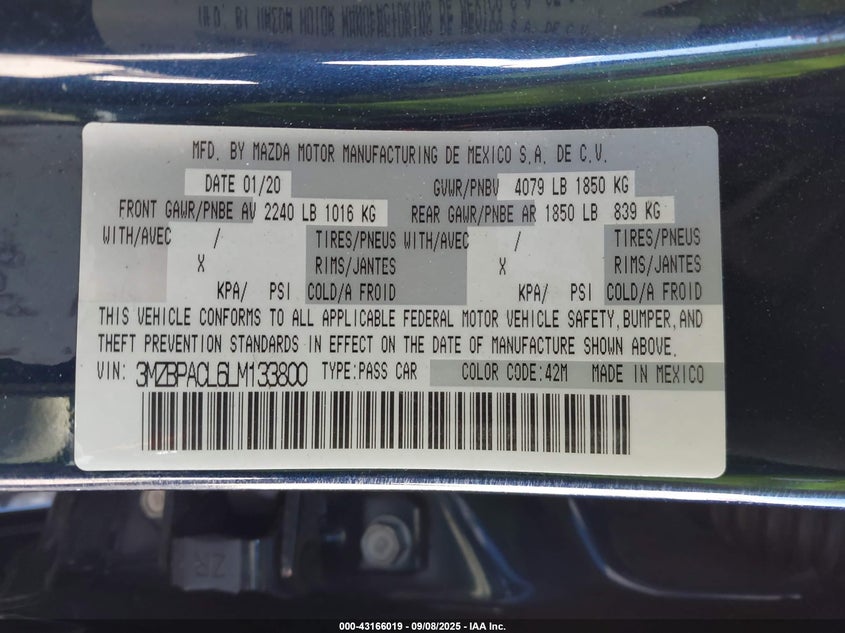 MFD. BY MAZDA MOTOR MANUFACTURING DE MEXICO S.A. DE C.V.
DATE 01/20 GVWR/PNBV 4079 LB 1850 KG
FRONT GAWR/PNBE AV 2240 LB 1016 KG REAR GAWR/PNBE AR 1850 LB 839 KG
WITH/AVEC / TIRES/PNEUS WITH/AVEC / TIRES/PNEUS
X RIMS/JANTES X RIMS/JANTES
KPA/ PSI COLD/A FROID KPA/ PSI COLD/A FROID
THIS VEHICLE CONFORMS TO ALL APPLICABLE FEDERAL MOTOR VEHICLE SAFETY, BUMPER, AND
THEFT PREVENTION STANDARDS IN EFFECT ON THE DATE OF MANUFACTURE SHOWN ABOVE.
VIN: 3MZBPACL6LM133800 TYPE:PASS CAR COLOR CODE:42M MADE IN MEXICO
ZR
000-43166019 - 09/08/2025 - IAA Inc.